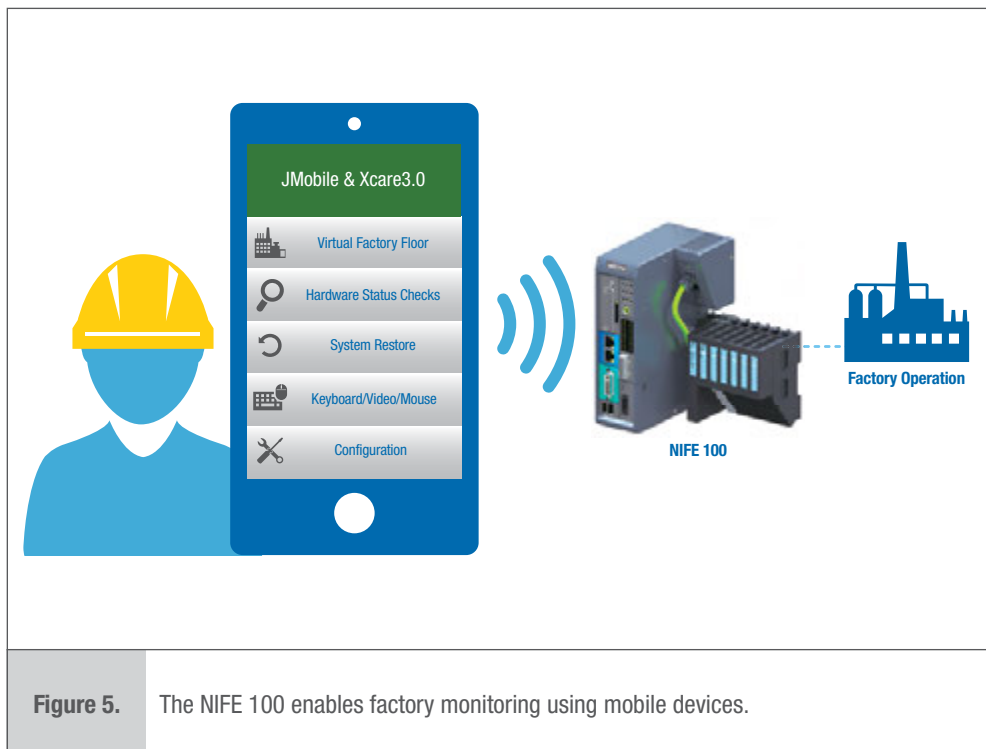 JMobile & Xcare3.0
Virtual Factory Floor
Hardware Status Checks
System Restore
Keyboard/Video/Mouse
Configuration
NIFE 100
Factory Operation
Figure 5.
The NIFE 100 enables factory monitoring using mobile devices.